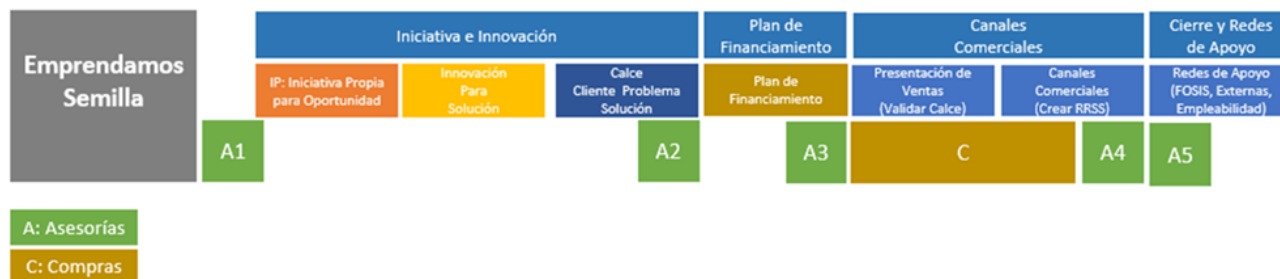 Emprendamos
Semilla
Iniciativa e Innovación
Plan de
Financiamiento
Canales
Comerciales
Cierre y Redes
de Apoyo
IP: Iniciativa Propia
para Oportunidad
Innovación
Para
Solución
Calce
Cliente Problema
Solución
Plan de
Financiamiento
Presentación de
Ventas
(Validar Calce)
Canales
Comerciales
(Crear RRSS)
Redes de Apoyo
(FOSIS, Externas,
Empleabilidad)
A1
A2
A3
C
A4
A5
A: Asesorías
C: Compras